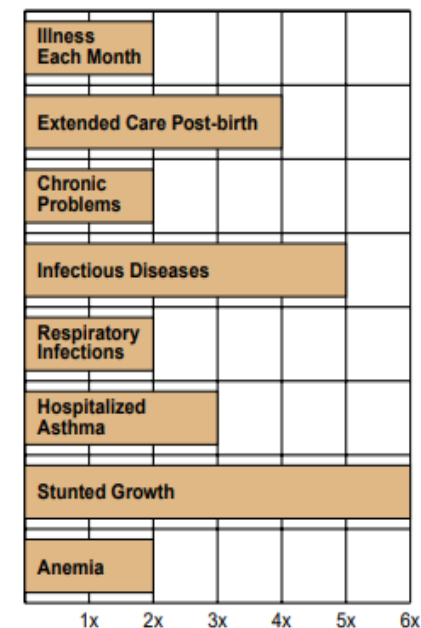 Illness
Each Month
Extended Care Post-birth
Chronic
Problems
Infectious Diseases
Respiratory
Infections
Hospitalized
Asthma
Stunted Growth
Anemia
1x 2x 3x 4x 5x 6x